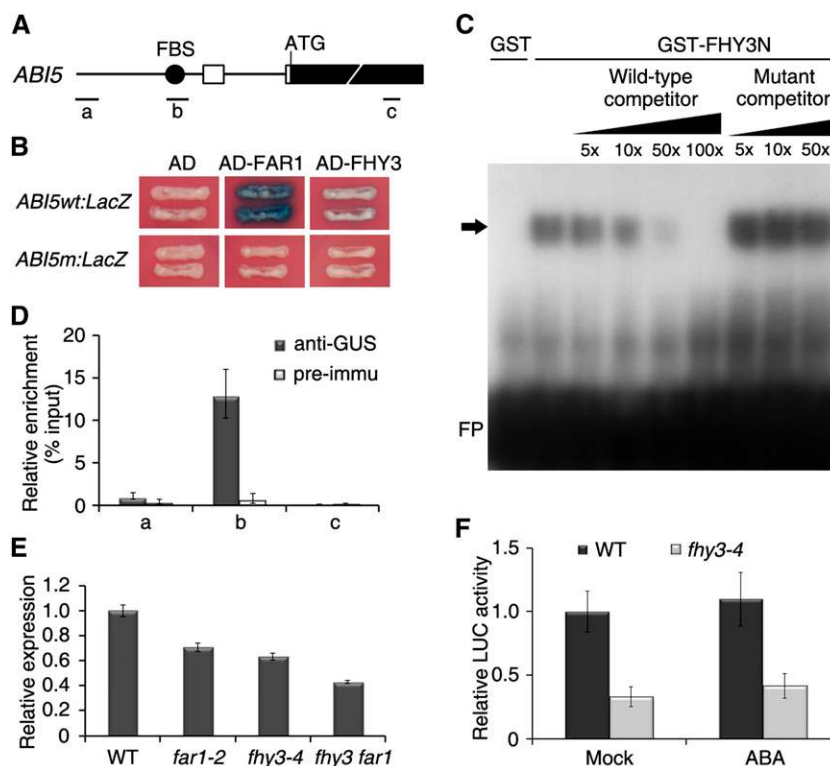 A
FBS
ATG
ABI5
a
b
c
B
AD AD-FAR1 AD-FHY3
ABI5wt:LacZ
ABI5m:LacZ
C
GST GST-FHY3N
Wild-type competitor
Mutant competitor
5x 10x 50x 100x 5x 10x 50x
FP
D
Relative enrichment
(% input)
20
15
10
5
0
anti-GUS
pre-immu
a b c
E
Relative expression
1.2
1.0
0.8
0.6
0.4
0.2
0
WT far1-2 fhy3-4 fhy3 far1
F
Relative LUC activity
1.5
1.0
0.5
0
WT fhy3-4
Mock ABA